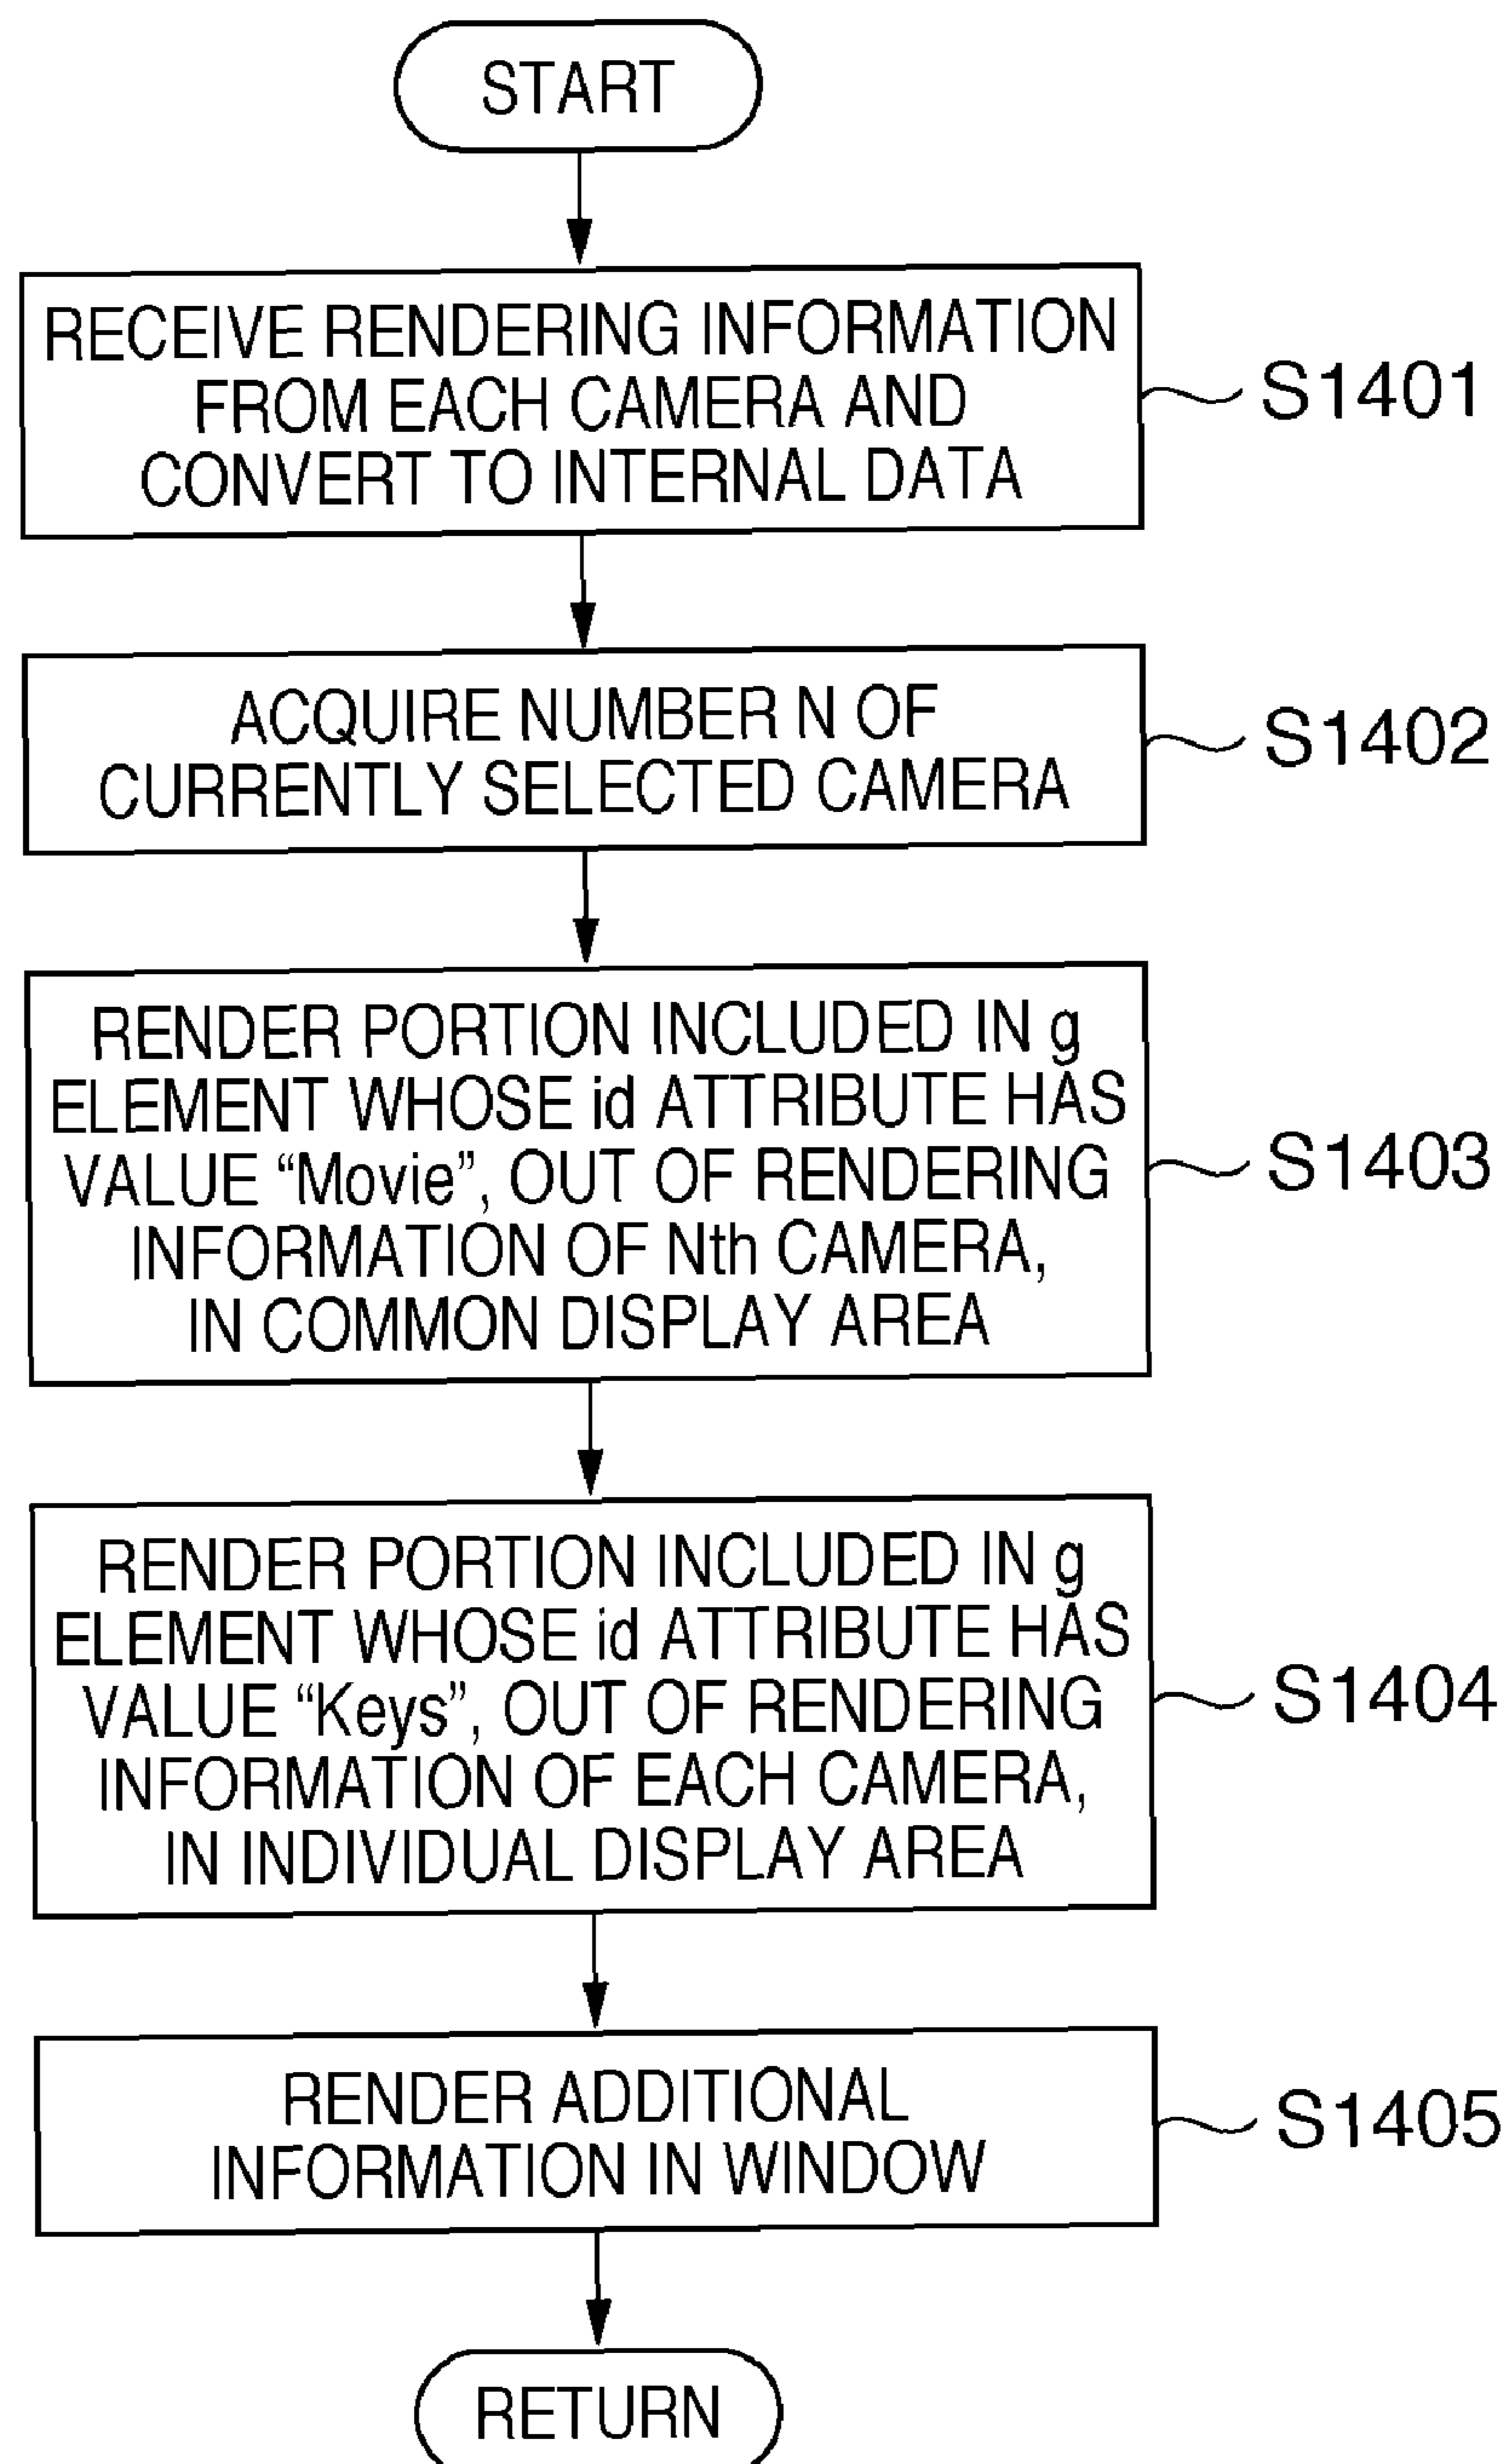 START
RECEIVE RENDERING INFORMATION
FROM EACH CAMERA AND
CONVERT TO INTERNAL DATA
S1401
ACQUIRE NUMBER N OF
CURRENTLY SELECTED CAMERA
S1402
RENDER PORTION INCLUDED IN g
ELEMENT WHOSE id ATTRIBUTE HAS
VALUE “Movie”, OUT OF RENDERING
INFORMATION OF Nth CAMERA,
IN COMMON DISPLAY AREA
S1403
RENDER PORTION INCLUDED IN g
ELEMENT WHOSE id ATTRIBUTE HAS
VALUE “Keys”, OUT OF RENDERING
INFORMATION OF EACH CAMERA,
IN INDIVIDUAL DISPLAY AREA
S1404
RENDER ADDITIONAL
INFORMATION IN WINDOW
S1405
RETURN